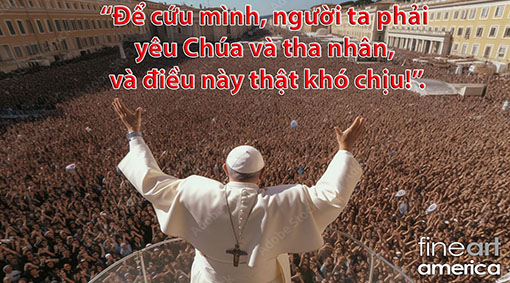 “Để cứu mình, người ta phải
yêu Chúa và tha nhân,
và điều này thật khó chịu!”.
fineart
america